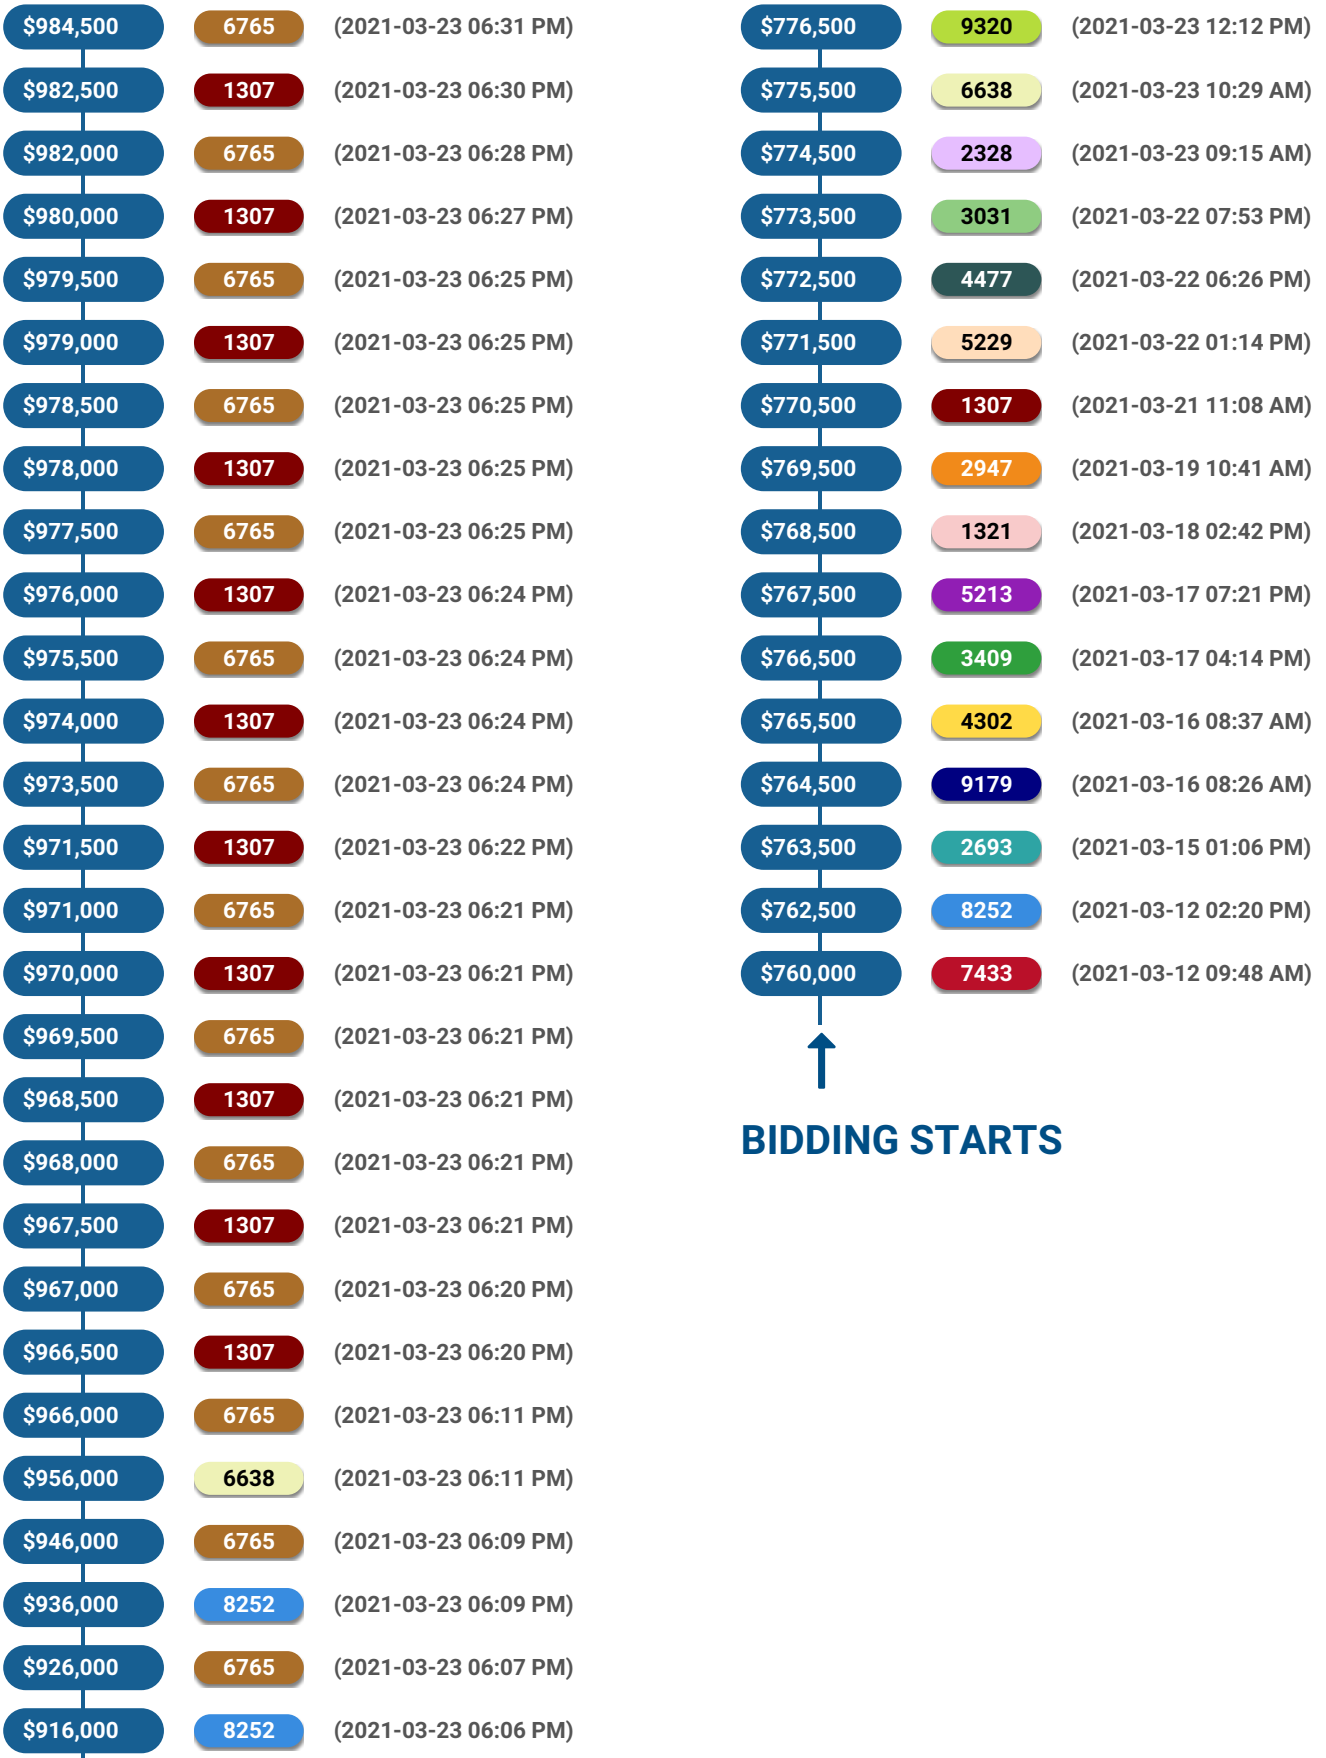 $984,500 6765 (2021-03-23 06:31 PM)
$982,500 1307 (2021-03-23 06:30 PM)
$982,000 6765 (2021-03-23 06:28 PM)
$980,000 1307 (2021-03-23 06:27 PM)
$979,500 6765 (2021-03-23 06:25 PM)
$979,000 1307 (2021-03-23 06:25 PM)
$978,500 6765 (2021-03-23 06:25 PM)
$978,000 1307 (2021-03-23 06:25 PM)
$977,500 6765 (2021-03-23 06:25 PM)
$976,000 1307 (2021-03-23 06:24 PM)
$975,500 6765 (2021-03-23 06:24 PM)
$974,000 1307 (2021-03-23 06:24 PM)
$973,500 6765 (2021-03-23 06:24 PM)
$971,500 1307 (2021-03-23 06:22 PM)
$971,000 6765 (2021-03-23 06:21 PM)
$970,000 1307 (2021-03-23 06:21 PM)
$969,500 6765 (2021-03-23 06:21 PM)
$968,500 1307 (2021-03-23 06:21 PM)
$968,000 6765 (2021-03-23 06:21 PM)
$967,500 1307 (2021-03-23 06:21 PM)
$967,000 6765 (2021-03-23 06:20 PM)
$966,500 1307 (2021-03-23 06:20 PM)
$966,000 6765 (2021-03-23 06:11 PM)
$956,000 6638 (2021-03-23 06:11 PM)
$946,000 6765 (2021-03-23 06:09 PM)
$936,000 8252 (2021-03-23 06:09 PM)
$926,000 6765 (2021-03-23 06:07 PM)
$916,000 8252 (2021-03-23 06:06 PM)
$776,500 9320 (2021-03-23 12:12 PM)
$775,500 6638 (2021-03-23 10:29 AM)
$774,500 2328 (2021-03-23 09:15 AM)
$773,500 3031 (2021-03-22 07:53 PM)
$772,500 4477 (2021-03-22 06:26 PM)
$771,500 5229 (2021-03-22 01:14 PM)
$770,500 1307 (2021-03-21 11:08 AM)
$769,500 2947 (2021-03-19 10:41 AM)
$768,500 1321 (2021-03-18 02:42 PM)
$767,500 5213 (2021-03-17 07:21 PM)
$766,500 3409 (2021-03-17 04:14 PM)
$765,500 4302 (2021-03-16 08:37 AM)
$764,500 9179 (2021-03-16 08:26 AM)
$763,500 2693 (2021-03-15 01:06 PM)
$762,500 8252 (2021-03-12 02:20 PM)
$760,000 7433 (2021-03-12 09:48 AM)
BIDDING STARTS